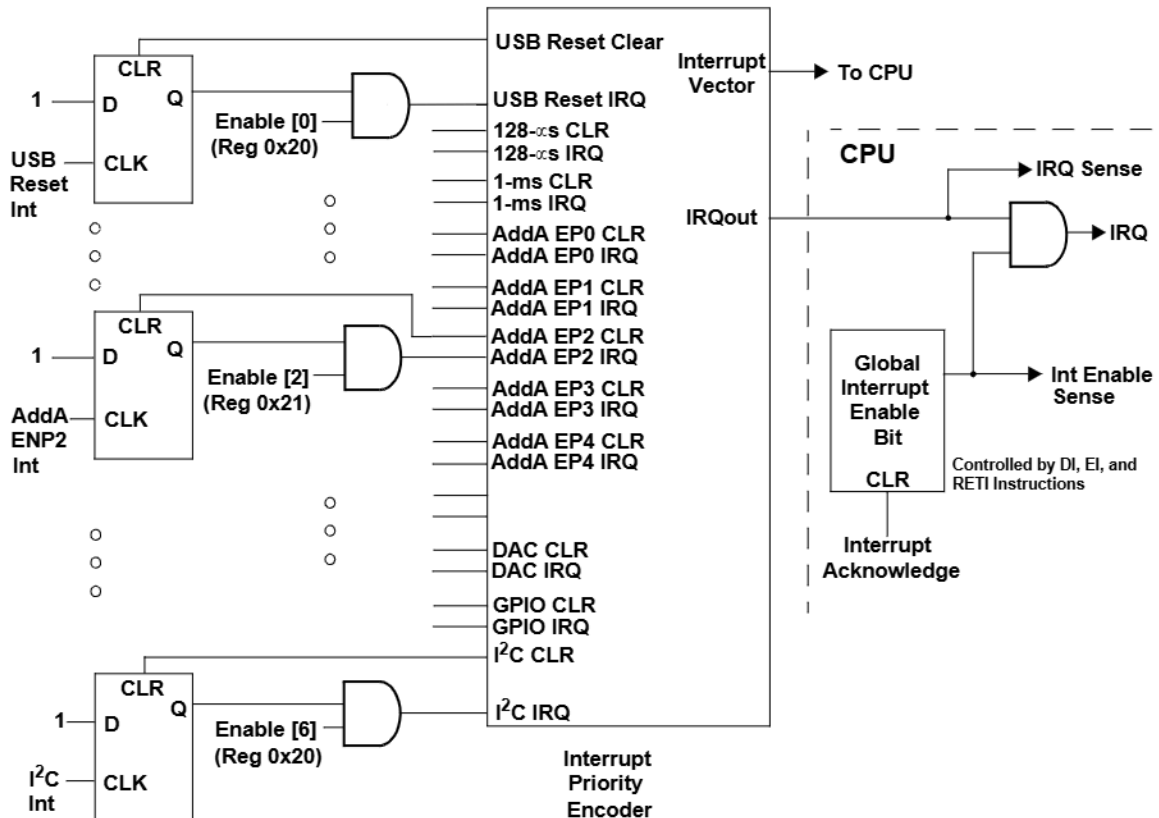 CLR
D
Q
1
CLK
USB
Reset
Int
Enable [0]
(Reg 0x20)
CLR
D
Q
1
CLK
AddA
ENP2
Int
Enable [2]
(Reg 0x21)
CLR
D
Q
1
CLK
I²C
Int
Enable [6]
(Reg 0x20)
USB Reset Clear
USB Reset IRQ
128-∝s CLR
128-∝s IRQ
1-ms CLR
1-ms IRQ
AddA EP0 CLR
AddA EP0 IRQ
AddA EP1 CLR
AddA EP1 IRQ
AddA EP2 CLR
AddA EP2 IRQ
AddA EP3 CLR
AddA EP3 IRQ
AddA EP4 CLR
AddA EP4 IRQ
DAC CLR
DAC IRQ
GPIO CLR
GPIO IRQ
I²C CLR
I²C IRQ
Interrupt
Vector
IRQout
Interrupt
Priority
Encoder
To CPU
CPU
IRQ Sense
IRQ
Global
Interrupt
Enable
Bit
CLR
Int Enable
Sense
Controlled by DI, EI, and
RETI Instructions
Interrupt
Acknowledge